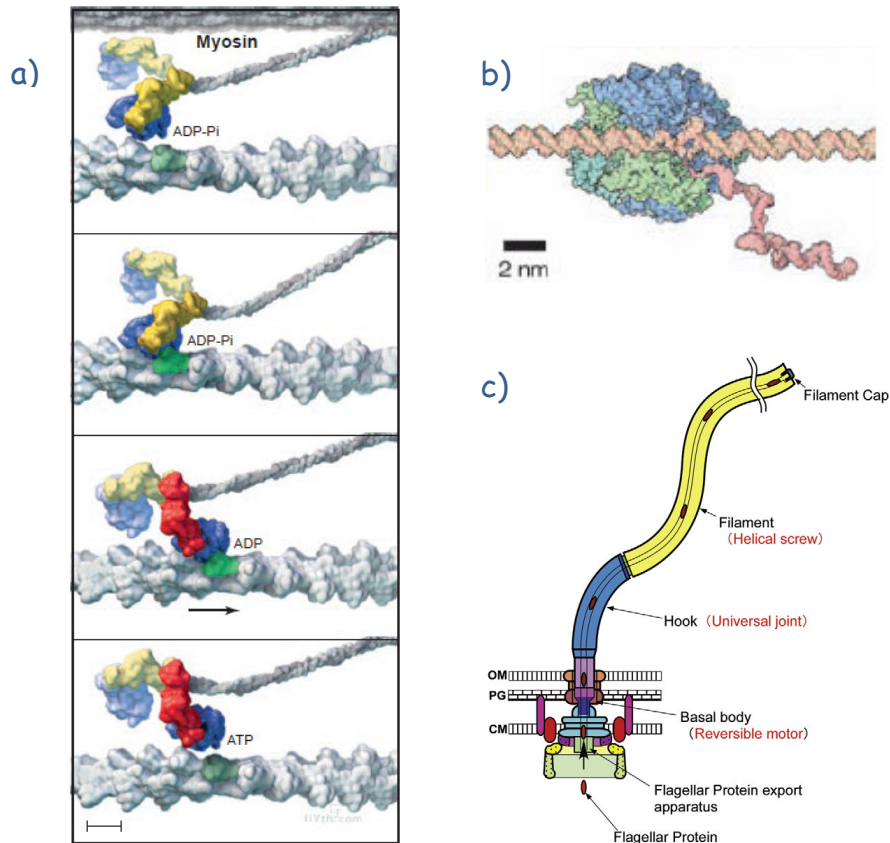 a)
Myosin
ADP-Pi
ADP-Pi
ADP
ATP
b)
2 nm
c)
Filament Cap
Filament
(Helical screw)
Hook (Universal joint)
OM
PG
CM
Basal body
(Reversible motor)
Flagellar Protein export
apparatus
Flagellar Protein